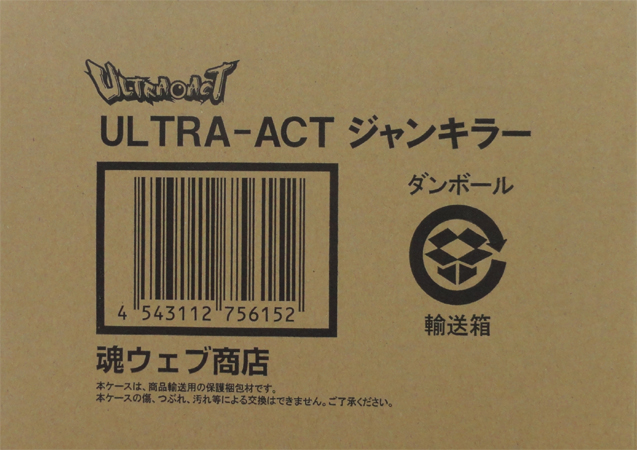 ULTRA-ACT
ULTRA-ACT ジャンキラー
ダンボール
4 543112 756152
輸送箱
魂ウェブ商店
本ケースは、商品輸送用の保護梱包材です。
本ケースの傷、つぶれ、汚れ等による交換はできません。ご了承ください。